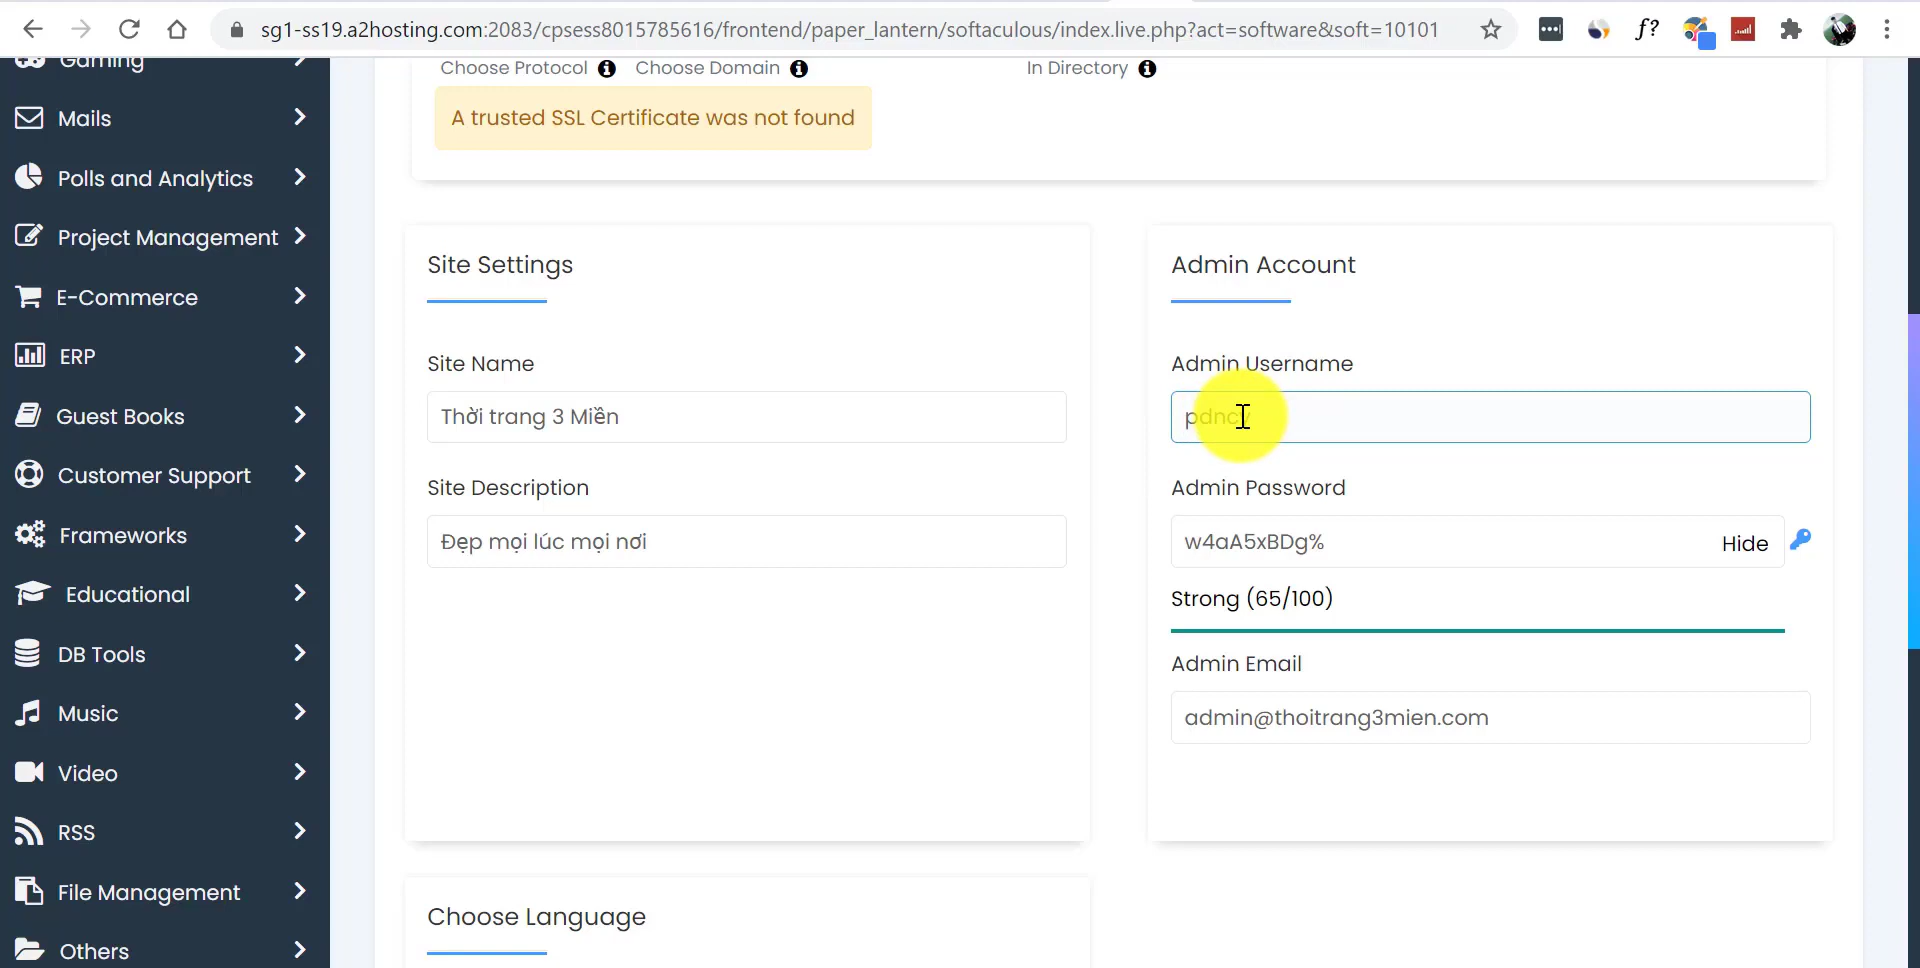 sg1-ss19.a2hosting.com:2083/cpsess8015785616/frontend/paper_lantern/softaculous/index.live.php?act=software&soft=10101
f?
Gaming
Mails
Polls and Analytics
Project Management
E-Commerce
ERP
Guest Books
Customer Support
Frameworks
Educational
DB Tools
Music
Video
RSS
File Management
Others
Choose Protocol
Choose Domain
In Directory
A trusted SSL Certificate was not found
Site Settings
Site Name
Thời trang 3 Miền
Site Description
Đẹp mọi lúc mọi nơi
Admin Account
Admin Username
Admin Password
w4aA5xBDg%
Hide
Strong (65/100)
Admin Email
admin@thoitrang3mien.com
Choose Language